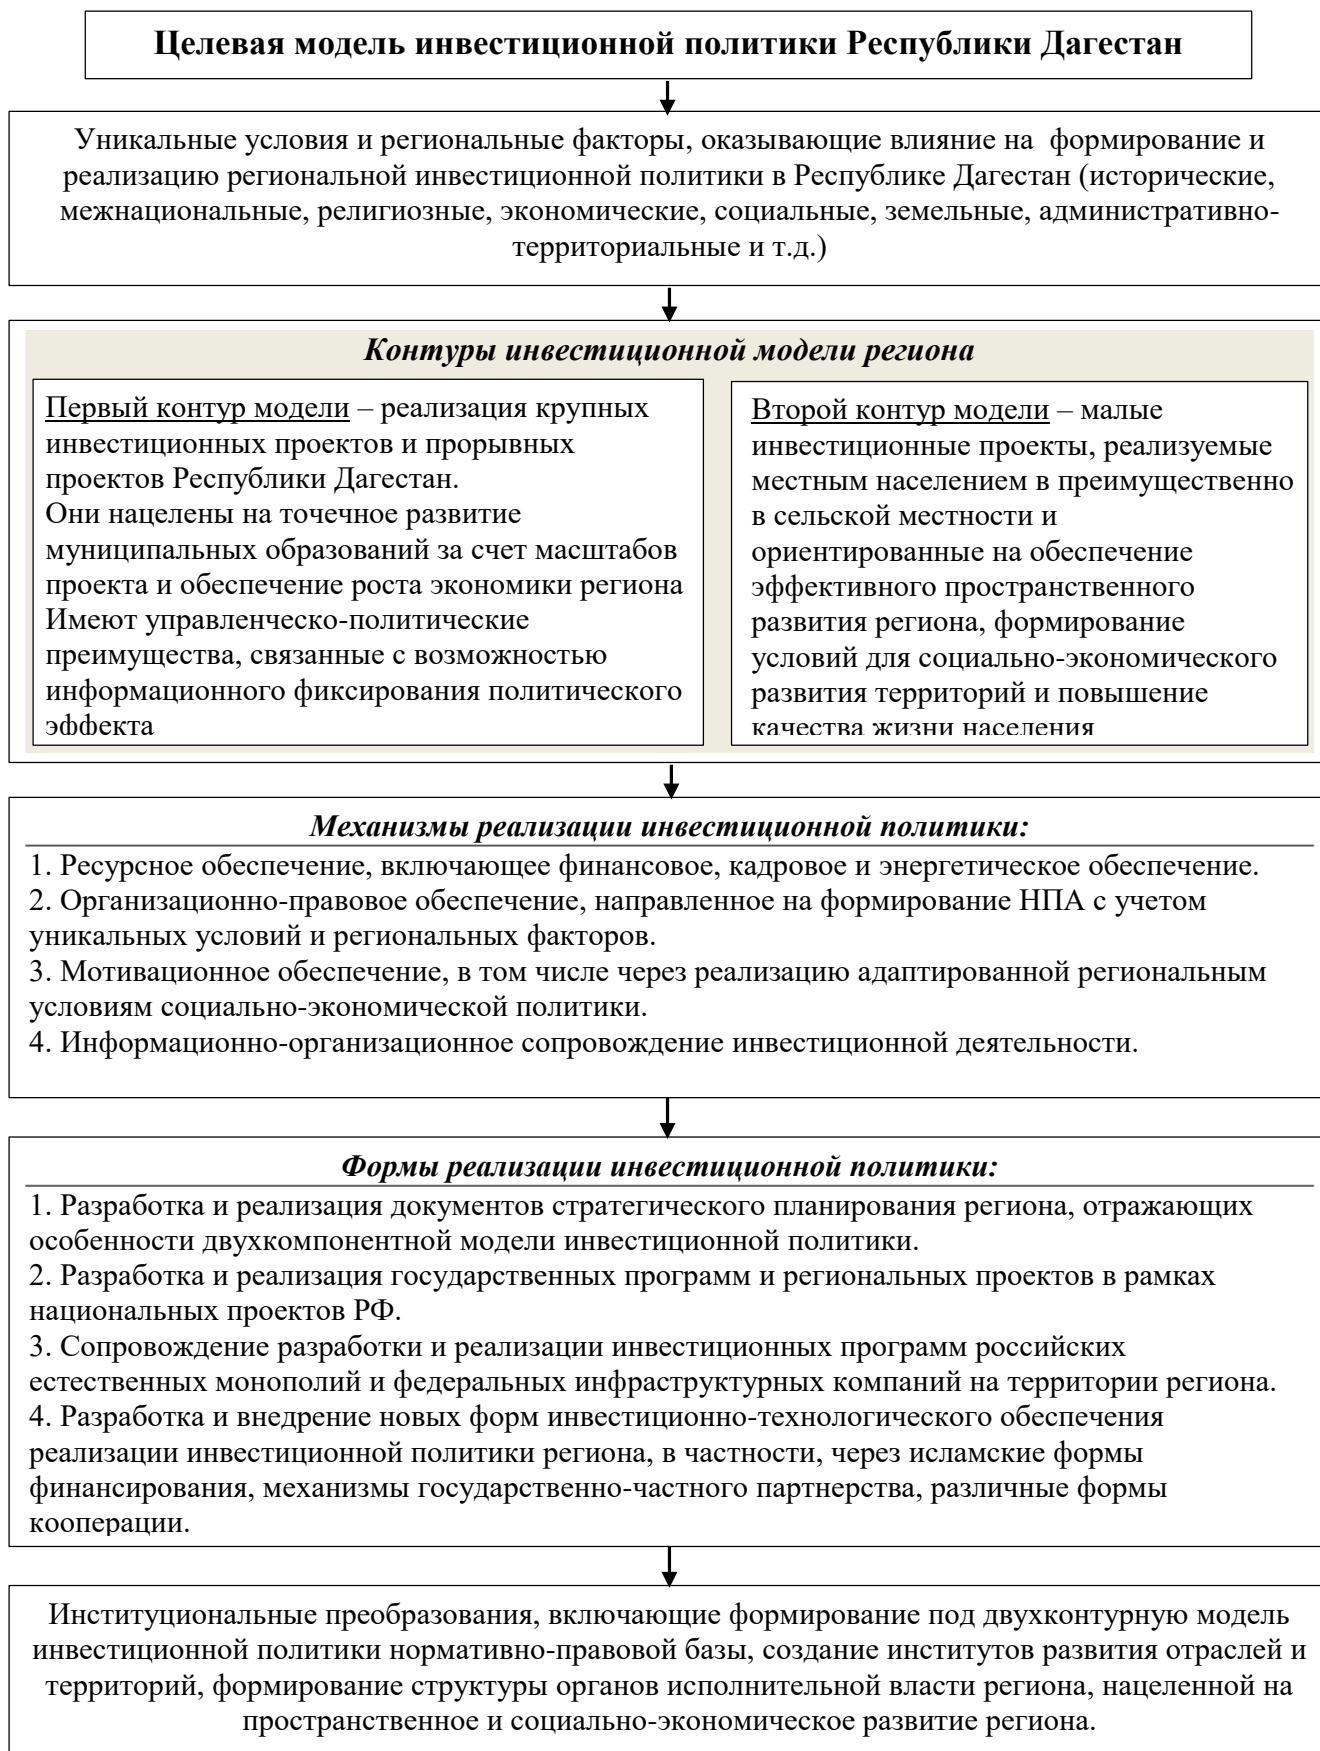 Целевая модель инвестиционной политики Республики Дагестан
Уникальные условия и региональные факторы, оказывающие влияние на формирование и
реализацию региональной инвестиционной политики в Республике Дагестан (исторические,
межнациональные, религиозные, экономические, социальные, земельные, административно-
территориальные и т.д.)
Контуры инвестиционной модели региона
Первый контур модели – реализация крупных
инвестиционных проектов и прорывных
проектов Республики Дагестан.
Они нацелены на точечное развитие
муниципальных образований за счет масштабов
проекта и обеспечение роста экономики региона
Имеют управленческо-политические
преимущества, связанные с возможностью
информационного фиксирования политического
эффекта
Второй контур модели – малые
инвестиционные проекты, реализуемые
местным населением в преимущественно
в сельской местности и
ориентированные на обеспечение
эффективного пространственного
развития региона, формирование
условий для социально-экономического
развития территорий и повышение
качества жизни населения
Механизмы реализации инвестиционной политики:
1. Ресурсное обеспечение, включающее финансовое, кадровое и энергетическое обеспечение.
2. Организационно-правовое обеспечение, направленное на формирование НПА с учетом
уникальных условий и региональных факторов.
3. Мотивационное обеспечение, в том числе через реализацию адаптированной региональным
условиям социально-экономической политики.
4. Информационно-организационное сопровождение инвестиционной деятельности.
Формы реализации инвестиционной политики:
1. Разработка и реализация документов стратегического планирования региона, отражающих
особенности двухкомпонентной модели инвестиционной политики.
2. Разработка и реализация государственных программ и региональных проектов в рамках
национальных проектов РФ.
3. Сопровождение разработки и реализации инвестиционных программ российских
естественных монополий и федеральных инфраструктурных компаний на территории региона.
4. Разработка и внедрение новых форм инвестиционно-технологического обеспечения
реализации инвестиционной политики региона, в частности, через исламские формы
финансирования, механизмы государственно-частного партнерства, различные формы
кооперации.
Институциональные преобразования, включающие формирование под двухконтурную модель
инвестиционной политики нормативно-правовой базы, создание институтов развития отраслей и
территорий, формирование структуры органов исполнительной власти региона, нацеленной на
пространственное и социально-экономическое развитие региона.